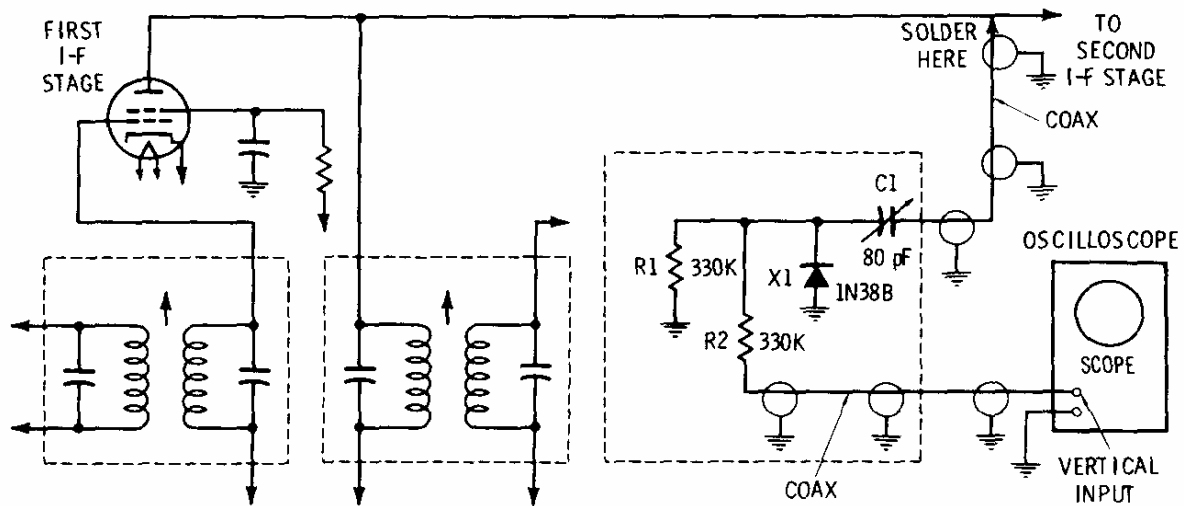 FIRST
I-F
STAGE
SOLDER
HERE
TO
SECOND
I-F STAGE
COAX
C1
80 pF
R1
330K
X1
1N38B
R2
330K
OSCILLOSCOPE
SCOPE
COAX
VERTICAL
INPUT